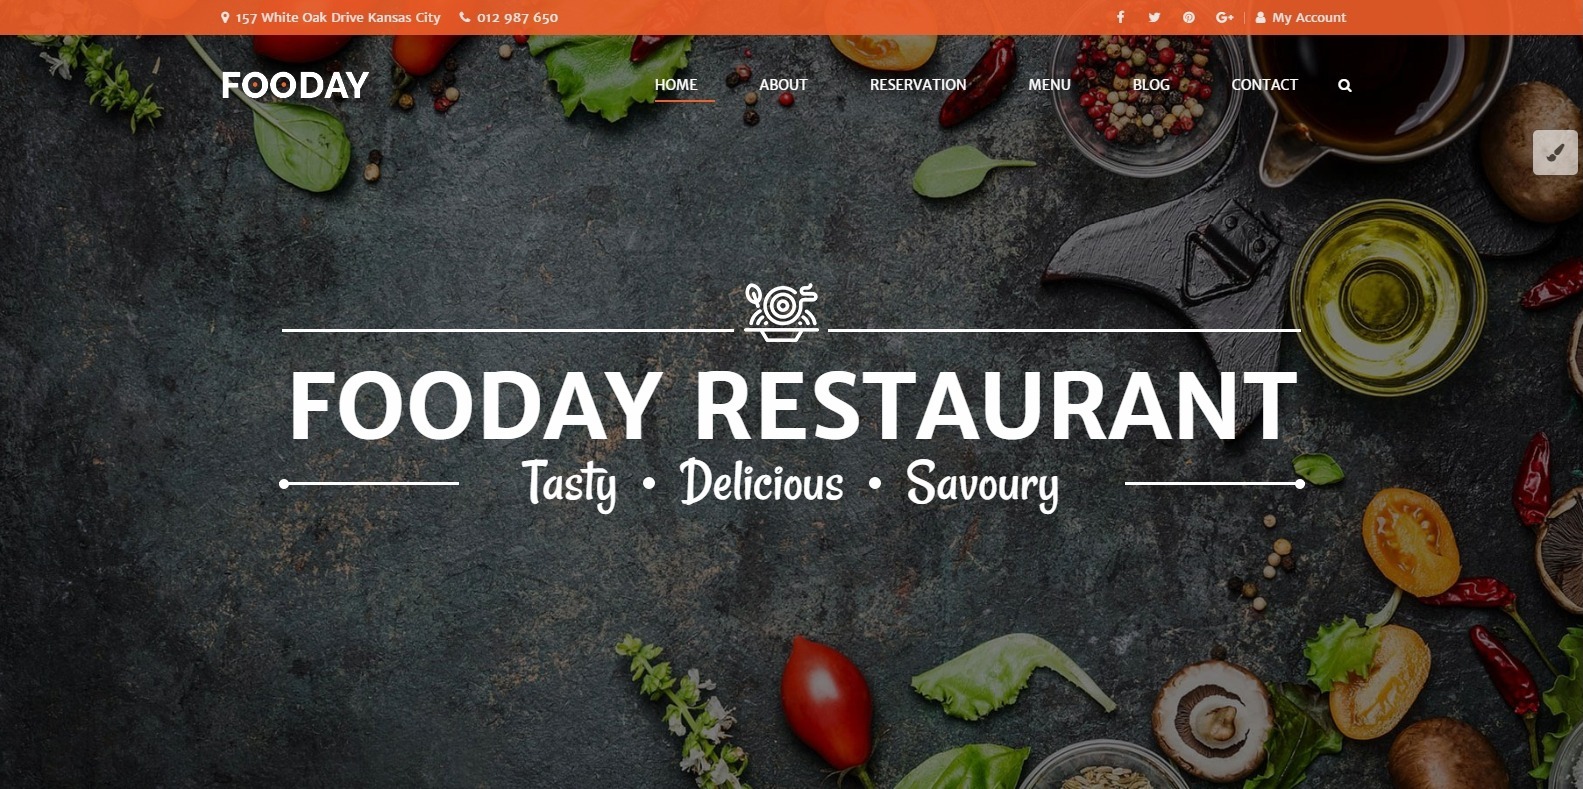 157 White Oak Drive Kansas City 012 987 650 My Account
FOODAY HOME ABOUT RESERVATION MENU BLOG CONTACT
FOODAY RESTAURANT
Tasty • Delicious • Savoury